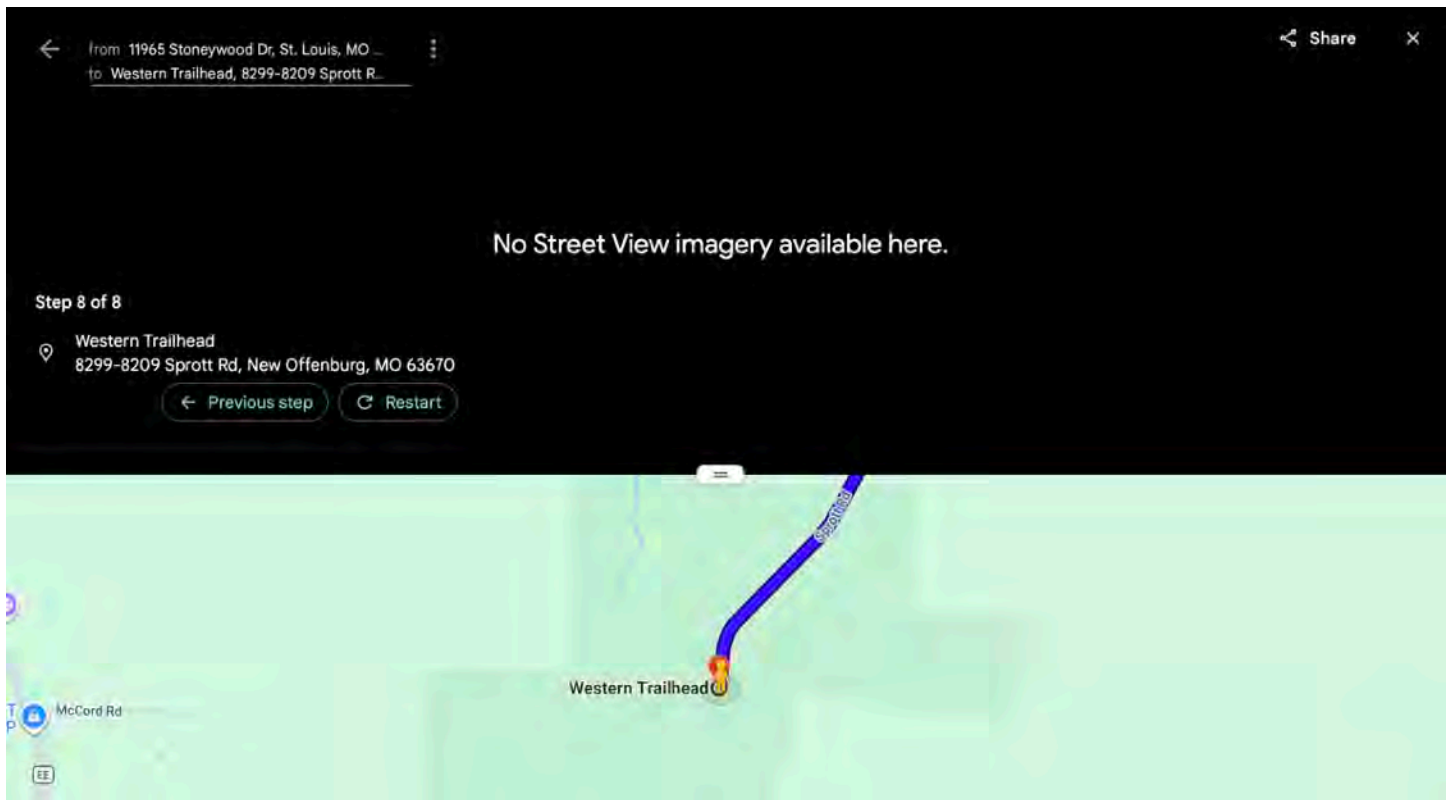 from 11965 Stoneywood Dr, St. Louis, MO ...
to Western Trailhead, 8299-8209 Sprott R...
Share
No Street View imagery available here.
Step 8 of 8
Western Trailhead
8299-8209 Sprott Rd, New Offenburg, MO 63670
Previous step
Restart
Sprott Rd
Western Trailhead
T
P
McCord Rd
EE